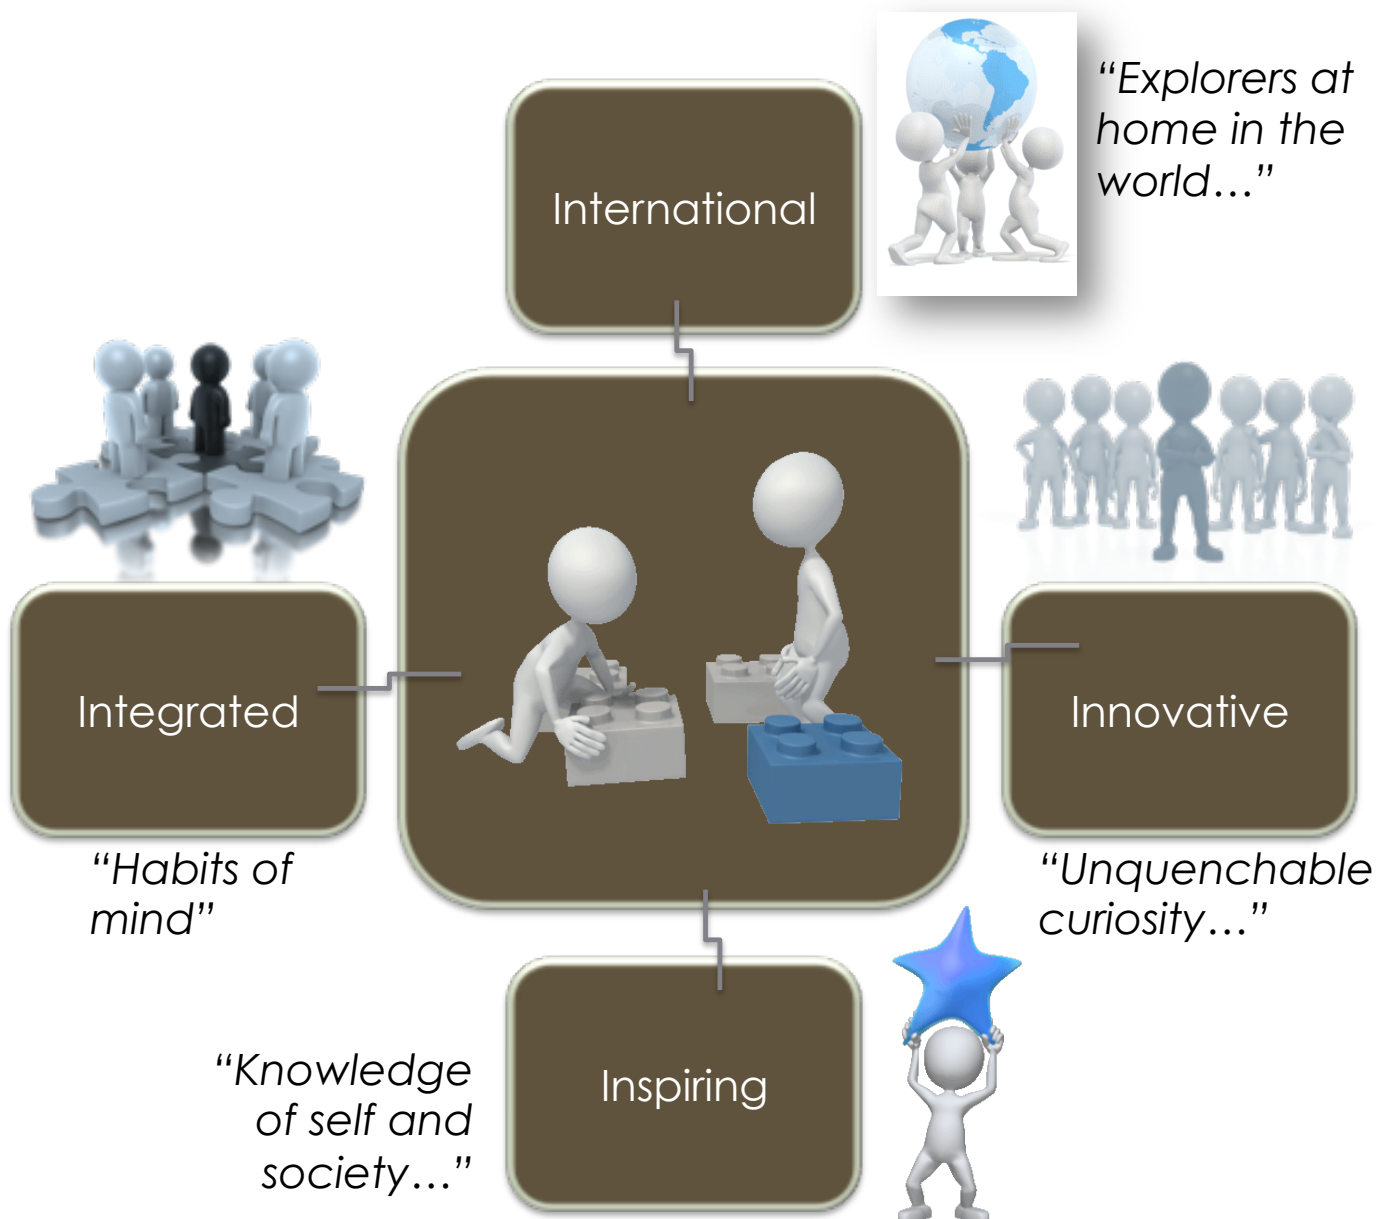 International
“Explorers at
home in the
world…”
Integrated
“Habits of
mind”
Innovative
“Unquenchable
curiosity…”
Inspiring
“Knowledge
of self and
society…”